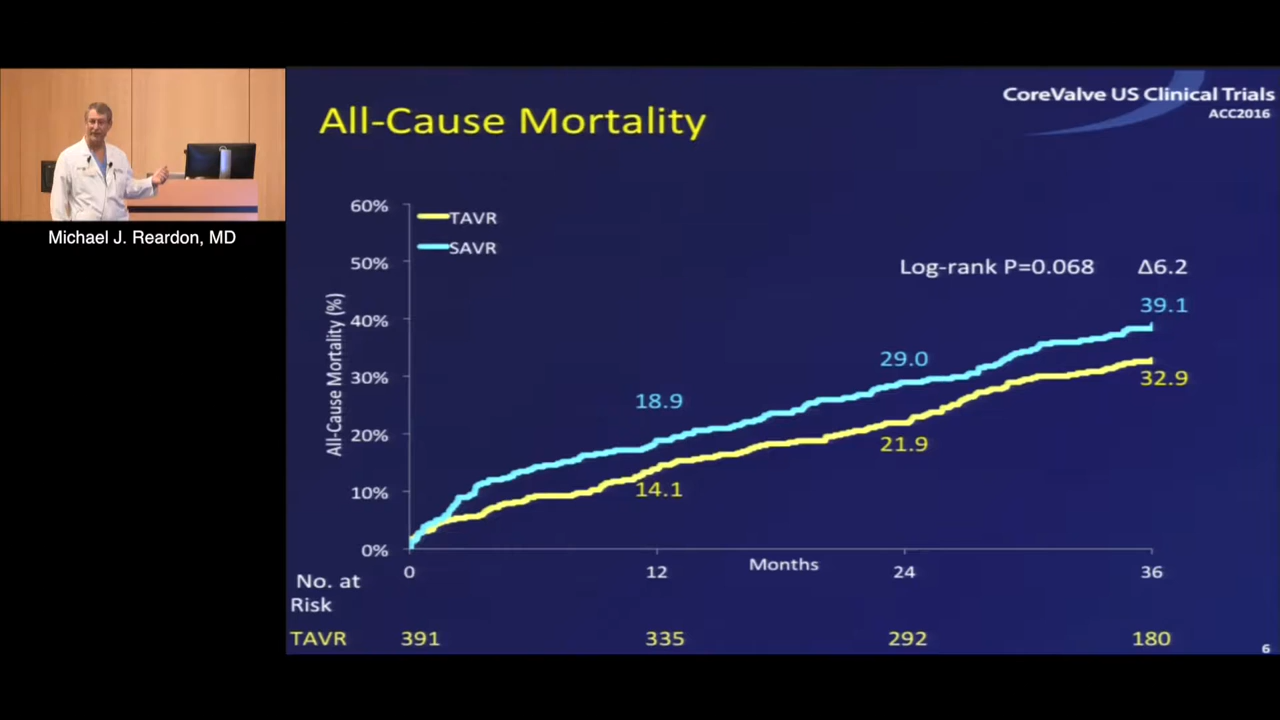 CoreValve US Clinical Trials
ACC2016
All-Cause Mortality
Michael J. Reardon, MD
TAVR
SAVR
Log-rank P=0.068 Δ6.2
All-Cause Mortality (%)
60%
50%
40%
30%
20%
10%
0%
39.1
29.0
18.9
32.9
21.9
14.1
0 12 24 36
Months
No. at
Risk
TAVR 391 335 292 180
6